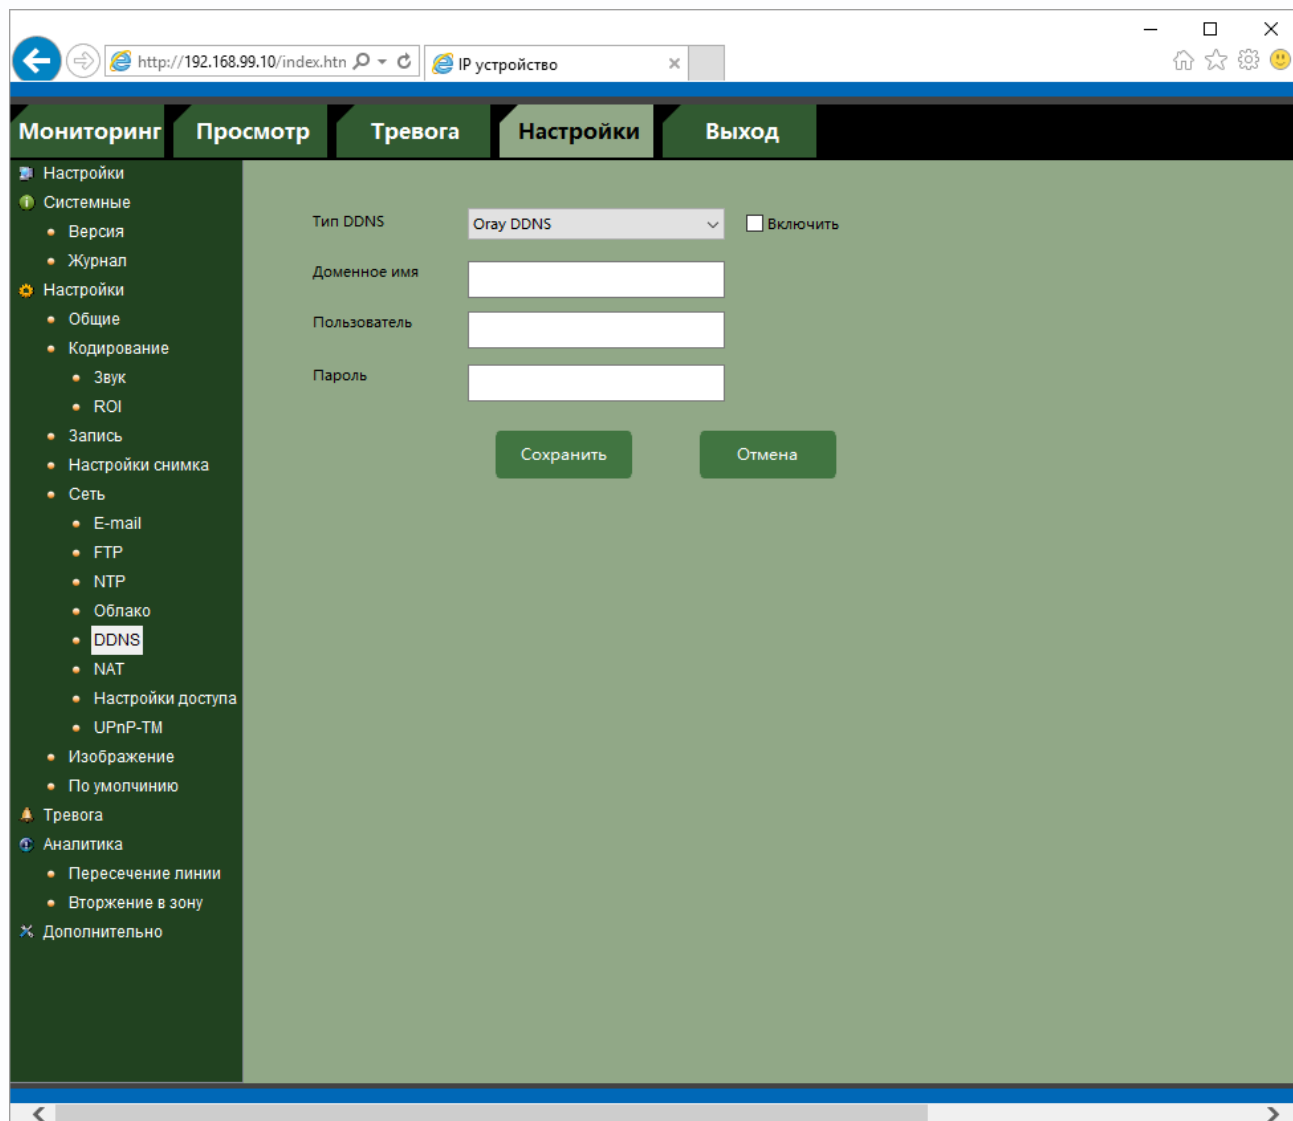 http://192.168.99.10/index.htn
IP устройство
Мониторинг Просмотр Тревога Настройки Выход
Настройки
Системные
Версия
Журнал
Настройки
Общие
Кодирование
Звук
ROI
Запись
Настройки снимка
Сеть
E-mail
FTP
NTP
Облако
DDNS
NAT
Настройки доступа
UPnP-TM
Изображение
По умолчинию
Тревога
Аналитика
Пересечение линии
Вторжение в зону
Дополнительно
Тип DDNS Oray DDNS Включить
Доменное имя
Пользователь
Пароль
Сохранить Отмена